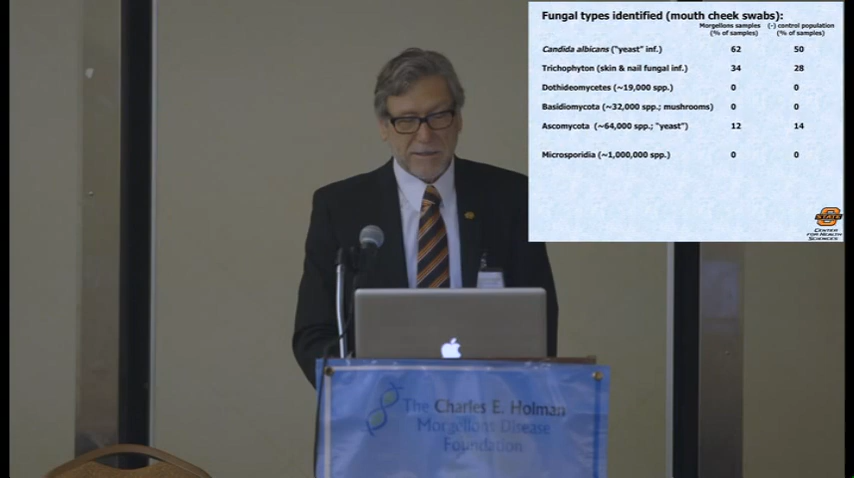 Fungal types identified (mouth cheek swabs):
Morgellons samples (-) control population
(% of samples) (% of samples)
Candida albicans ("yeast" inf.) 62 50
Trichophyton (skin & nail fungal inf.) 34 28
Dothideomycetes (~19,000 spp.) 0 0
Basidiomycota (~32,000 spp.; mushrooms) 0 0
Ascomycota (~64,000 spp.; "yeast") 12 14
Microsporidia (~1,000,000 spp.) 0 0
STATE
CENTER
FOR HEALTH
SCIENCES
The Charles E. Holman
Morgellons Disease
Foundation